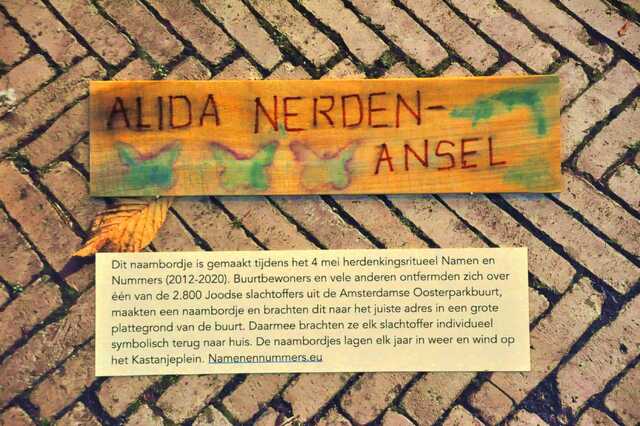 ALIDA NERDEN-
ANSEL
Dit naambordje is gemaakt tijdens het 4 mei herdenkingsritueel Namen en
Nummers (2012-2020). Buurtbewoners en vele anderen ontfermden zich over
één van de 2.800 Joodse slachtoffers uit de Amsterdamse Oosterparkbuurt,
maakten een naambordje en brachten dit naar het juiste adres in een grote
plattegrond van de buurt. Daarmee brachten ze elk slachtoffer individueel
symbolisch terug naar huis. De naambordjes lagen elk jaar in weer en wind op
het Kastanjeplein. Namenennummers.eu